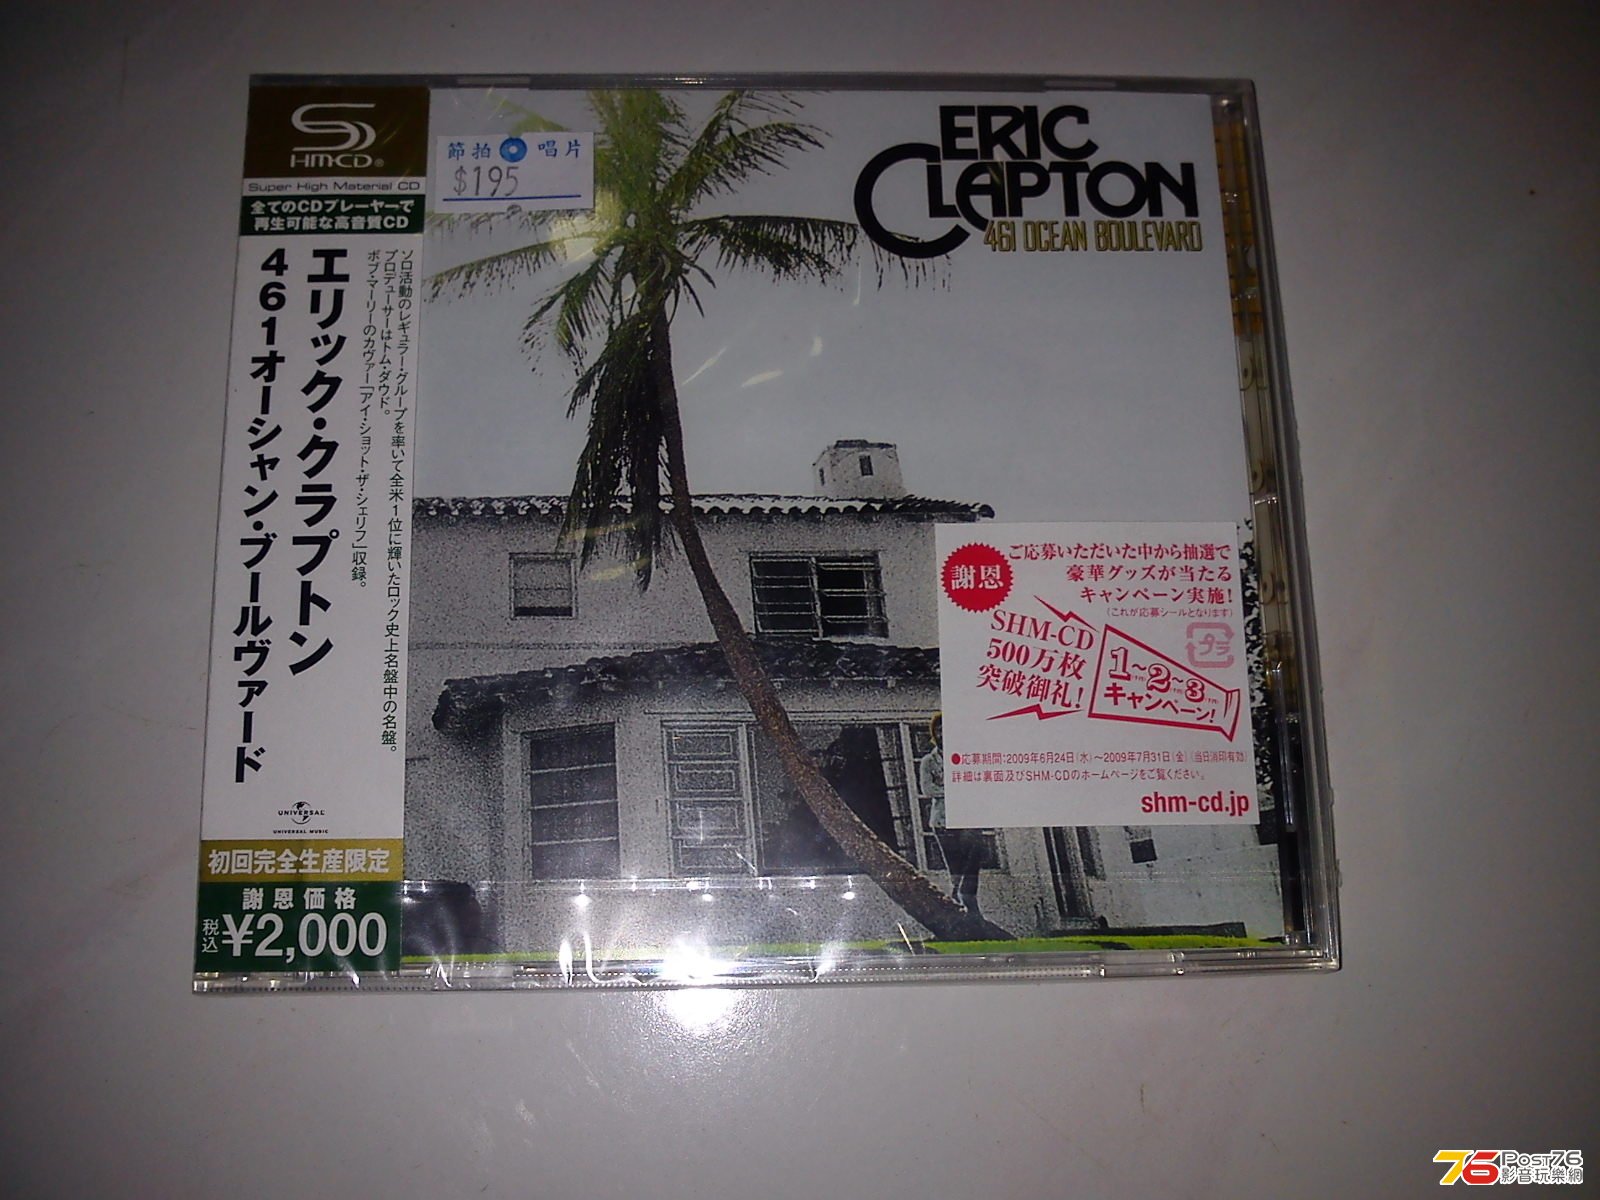 SHM-CD®
Super High Material CD
全てのCDプレーヤーで
再生可能な高音質CD
ソロ活動のレギュラー・グループを率いて全米1位に輝いたロック史上名盤中の名盤。
プロデューサーはトム・ダウド。
ボブ・マーリーのカヴァー「アイ・ショット・ザ・シェリフ」収録。
エリック・クラプトン
461オーシャン・ブールヴァード
UNIVERSAL
UNIVERSAL MUSIC
初回完全生産限定
謝恩価格
税込 ¥2,000
節拍 唱片
$195
ERIC
CLAPTON
461 OCEAN BOULEVARD
謝恩
ご応募いただいた中から抽選で
豪華グッズが当たる
キャンペーン実施!
(これが応募シールとなります)
プラ
SHM-CD
500万枚
突破御礼!
1~2~3
キャンペーン!
●応募期間:2009年6月24日(水)~2009年7月31日(金)(当日消印有効)
詳細は裏面及びSHM-CDのホームページをご覧ください。
shm-cd.jp
76 Post76
影音玩樂網